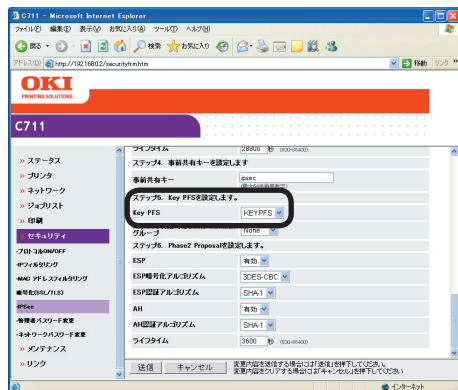 C711 - Microsoft Internet Explorer
ファイル(F) 編集(E) 表示(V) お気に入り(A) ツール(T) ヘルプ(H)
戻る 検索 お気に入り
アドレス(D) http://192.168.0.2/securityfrm.htm 移動 リンク
OKI
PRINTING SOLUTIONS
C711
» ステータス
» プリンタ
» ネットワーク
» ジョブリスト
» 印刷
» セキュリティ
-プロトコルON/OFF
-IPフィルタリング
-MAC アドレスフィルタリング
暗号化(SSL/TLS)
-IPSec
-管理者パスワード変更
-ネットワークパスワード変更
» メンテナンス
» リンク
ライフタイム 28800 秒 (600-86400)
ステップ4. 事前共有キーを設定します
事前共有キー ipsec
ステップ5. Key PFSを設定します。
Key PFS KEYPFS
グループ None
ステップ6. Phase2 Proposalを設定します。
ESP 有効
ESP暗号化アルゴリズム 3DES-CBC
ESP認証アルゴリズム SHA-1
AH 有効
AH認証アルゴリズム SHA-1
ライフタイム 3600 秒 (600-86400)
送信 キャンセル 変更内容を送信する場合には「送信」を押下してください。
変更内容をクリアする場合には「キャンセル」を押下してください
インターネット